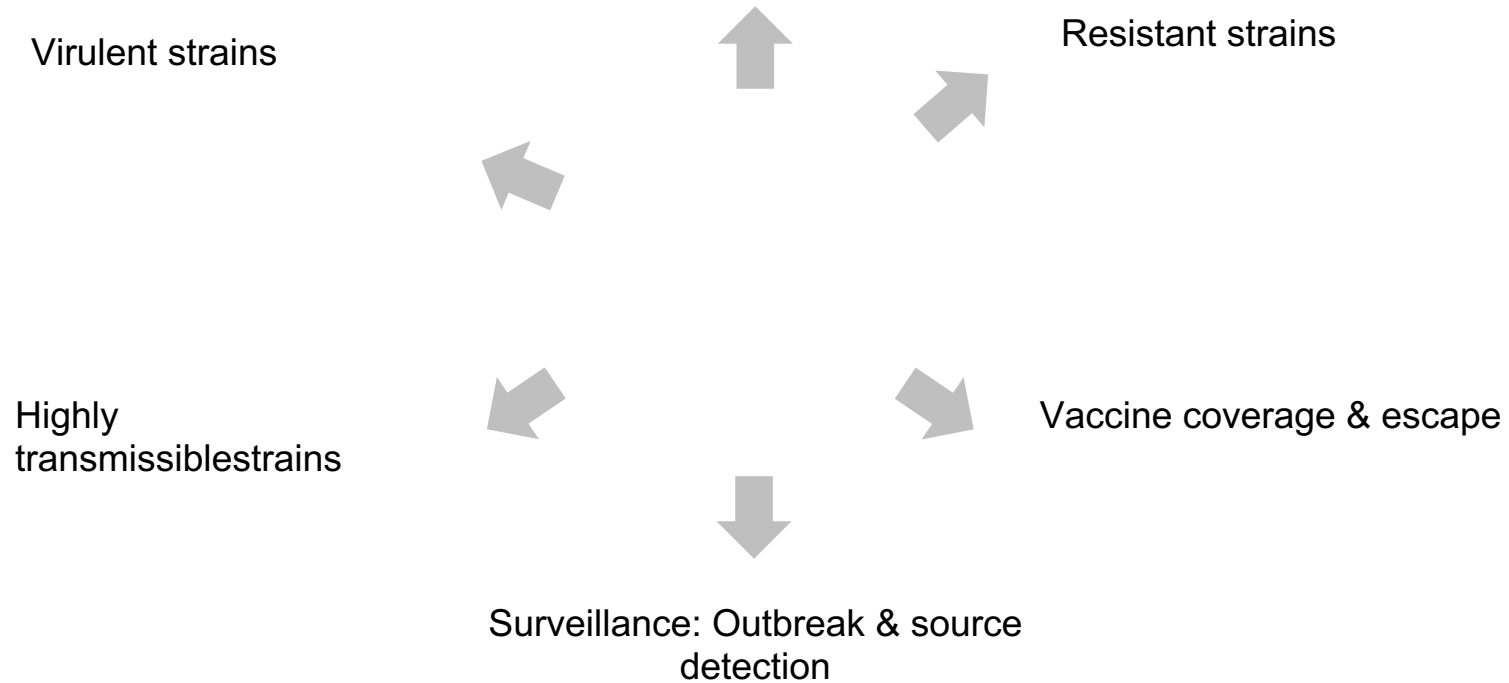 Virulent strains
Resistant strains
Highly
transmissiblestrains
Vaccine coverage & escape
Surveillance: Outbreak & source
detection